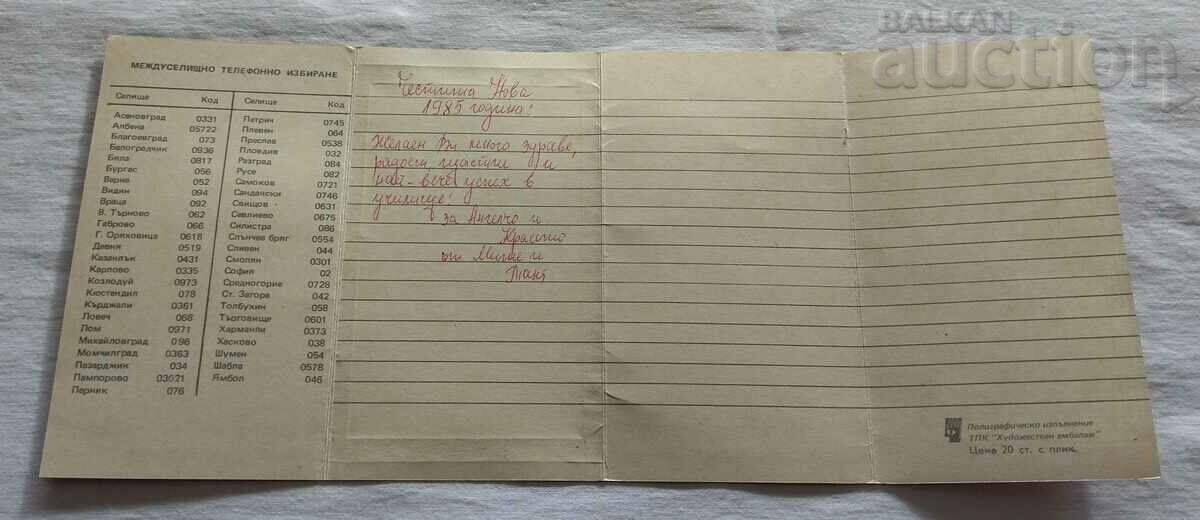 BALKAN
auction
МЕЖДУСЕЛИЩНО ТЕЛЕФОННО ИЗБИРАНЕ
Селище Код
Асеновград 0331
Албена 05722
Благоевград 073
Белоградчик 0936
Бяла 0817
Бургас 056
Варна 052
Видин 094
Враца 092
В. Търново 062
Габрово 066
Г. Оряховица 0618
Девня 0519
Казанлък 0431
Карлово 0335
Козлодуй 0973
Кюстендил 078
Кърджали 0361
Ловеч 068
Лом 0971
Михайловград 096
Момчилград 0363
Пазарджик 034
Пампорово 03021
Перник 076
Селище Код
Петрич 0745
Плевен 064
Преслав 0538
Пловдив 032
Разград 084
Русе 082
Самоков 0721
Сандански 0746
Свищов 0631
Севлиево 0675
Силистра 086
Слънчев бряг 0554
Сливен 044
Смолян 0301
София 02
Средногорие 0728
Ст. Загора 042
Толбухин 058
Търговище 0601
Харманли 0373
Хасково 038
Шумен 054
Шабла 0578
Ямбол 046
Честита Нова
1985 година!
Желаем Ви много здраве,
радости, щастие и
най-вече успех в
училище!
за Ангелчо и
Красито
от и
Таня
Полиграфическо изпълнение
ТПК "Художествен амбалаж"
Цена 20 ст. с плик.